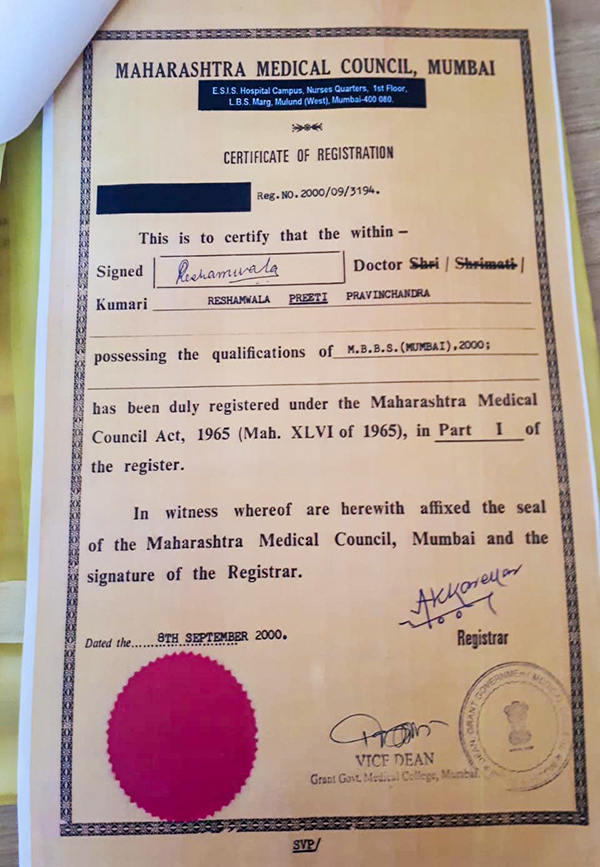 MAHARASHTRA MEDICAL COUNCIL, MUMBAI
E.S.I.S. Hospital Campus, Nurses Quarters, 1st Floor,
L.B.S. Marg, Mulund (West), Mumbai-400 080.
CERTIFICATE OF REGISTRATION
Reg.NO.2000/09/3194.
This is to certify that the within –
Signed Reshamwala Doctor Shri / Shrimati /
Kumari RESHAMWALA PREETI PRAVINCHANDRA
possessing the qualifications of M.B.B.S.(MUMBAI),2000;
has been duly registered under the Maharashtra Medical
Council Act, 1965 (Mah. XLVI of 1965), in Part I of
the register.
In witness whereof are herewith affixed the seal
of the Maharashtra Medical Council, Mumbai and the
signature of the Registrar.
Dated the......8TH SEPTEMBER 2000.
Registrar
VICE DEAN
Grant Govt. Medical College, Mumbai.
DEAN, GRANT GOVERNMENT MEDICAL
SVP/